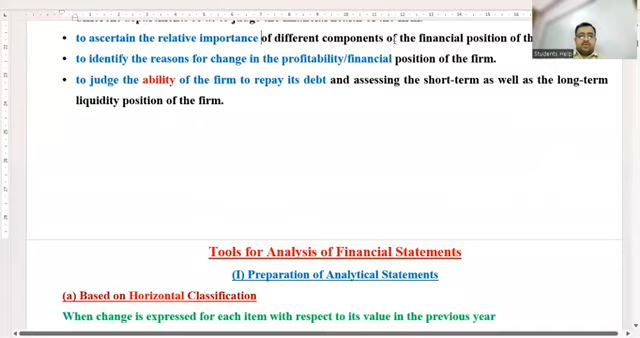 • to ascertain the relative importance of different components of the financial position of th
• to identify the reasons for change in the profitability/financial position of the firm.
• to judge the ability of the firm to repay its debt and assessing the short-term as well as the long-term
liquidity position of the firm.
Students Help
Tools for Analysis of Financial Statements
(I) Preparation of Analytical Statements
(a) Based on Horizontal Classification
When change is expressed for each item with respect to its value in the previous year